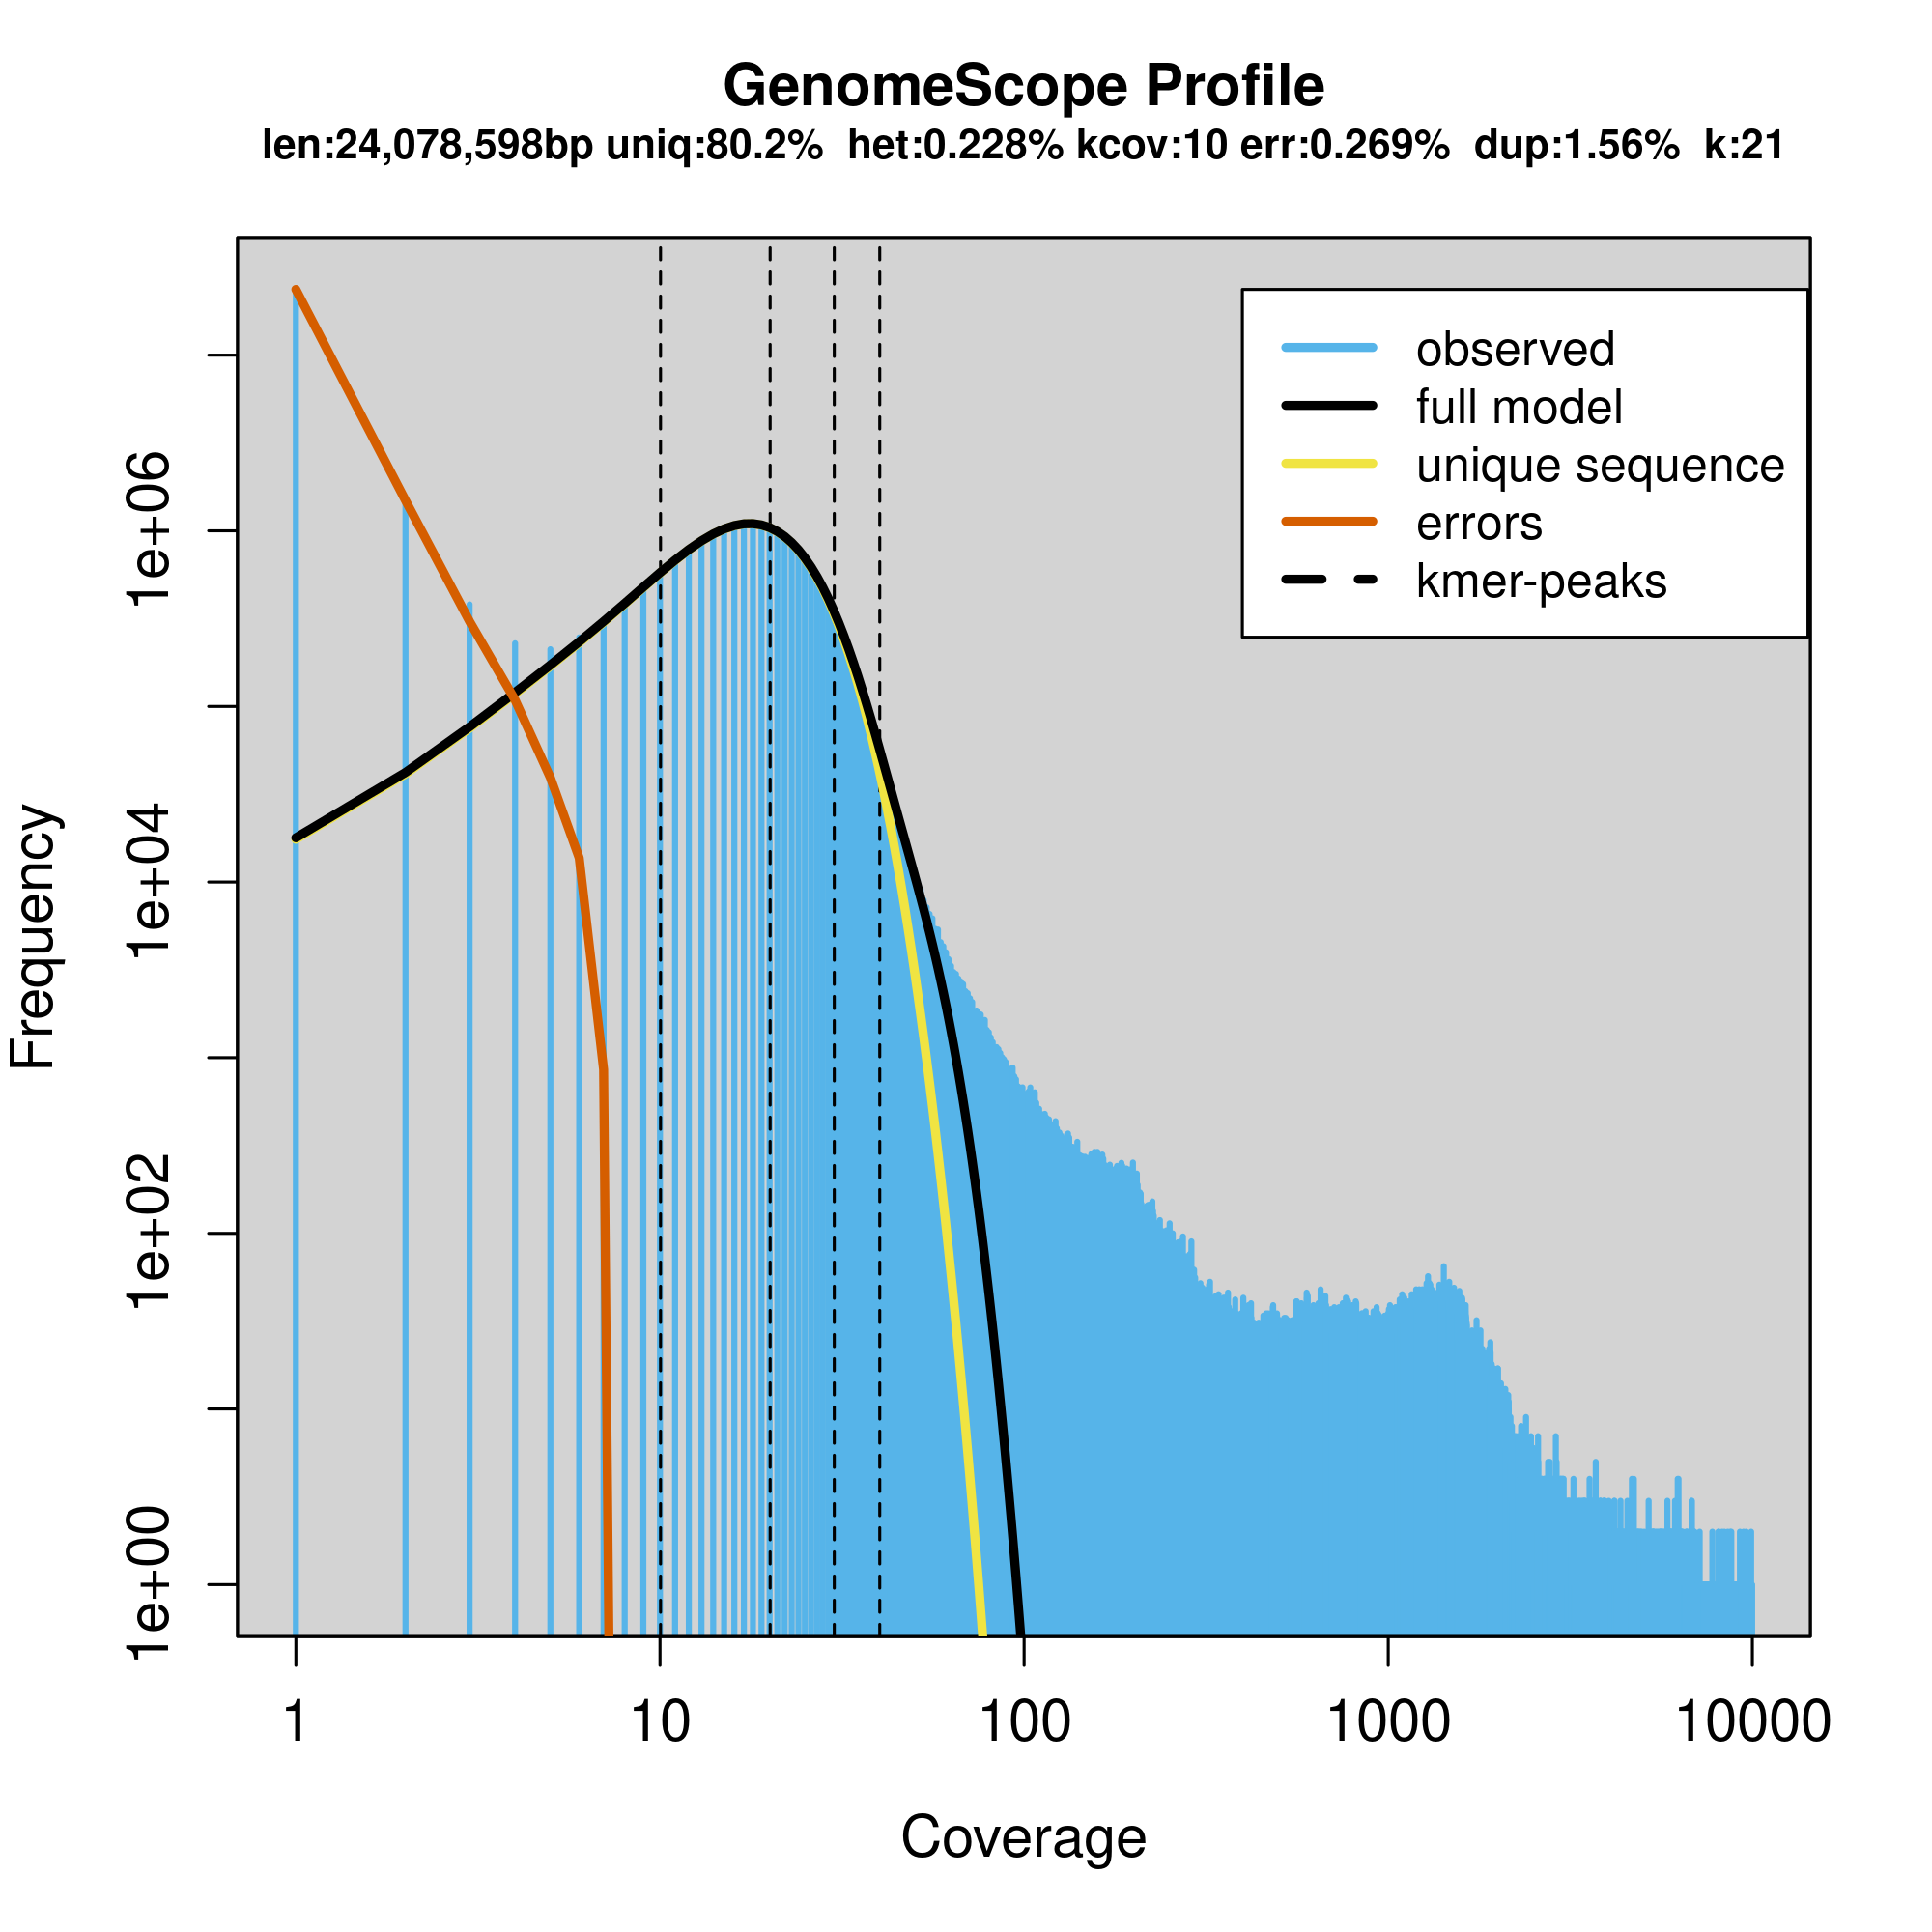 GenomeScope Profile
len:24,078,598bp uniq:80.2% het:0.228% kcov:10 err:0.269% dup:1.56% k:21
observed
full model
unique sequence
errors
kmer-peaks
Frequency
1e+06
1e+04
1e+02
1e+00
1 10 100 1000 10000
Coverage